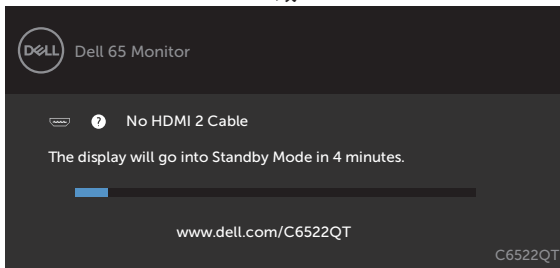 DELL
Dell 65 Monitor
? No HDMI 2 Cable
The display will go into Standby Mode in 4 minutes.
www.dell.com/C6522QT
C6522QT